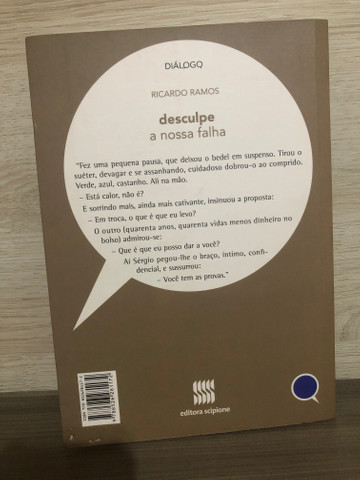 DIÁLOGO
RICARDO RAMOS
desculpe
a nossa falha
"Fez uma pequena pausa, que deixou o bedel em suspenso. Tirou o
suéter, devagar e se assanhando, cuidadoso dobrou-o ao comprido.
Verde, azul, castanho. Ali na mão.
– Está calor, não é?
E sorrindo mais, ainda mais cativante, insinuou a proposta:
– Em troca, o que é que eu levo?
O outro (quarenta anos, quarenta vidas menos dinheiro no
bolso) admirou-se:
– Que é que eu posso dar a você?
Aí Sérgio pegou-lhe o braço, íntimo, confi-
dencial, e sussurrou:
– Você tem as provas."
editora scipione